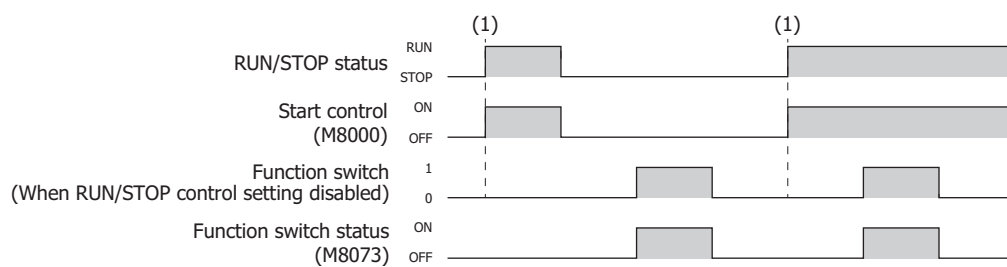 (1) (1)
RUN/STOP status RUN
STOP
Start control
(M8000) ON
OFF
Function switch
(When RUN/STOP control setting disabled) 1
0
Function switch status
(M8073) ON
OFF